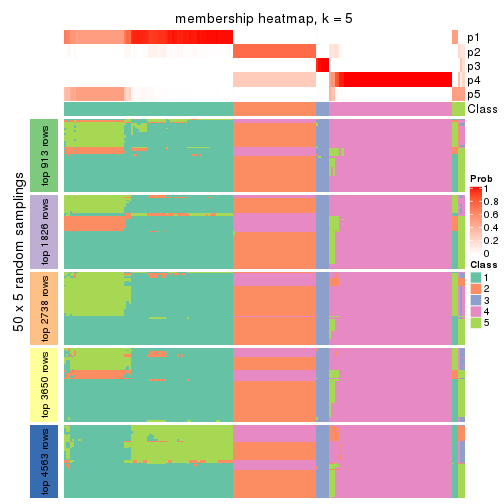 membership heatmap, k = 5
p1
p2
p3
p4
p5
Class
50 x 5 random samplings
top 913 rows
top 1826 rows
top 2738 rows
top 3650 rows
top 4563 rows
Prob
1
0.8
0.6
0.4
0.2
0
Class
1
2
3
4
5